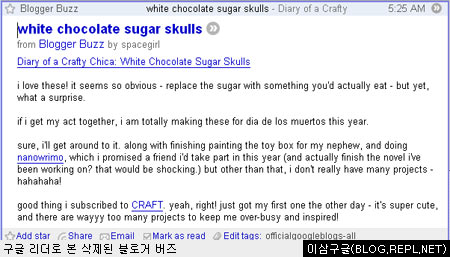 Blogger Buzz white chocolate sugar skulls - Diary of a Crafty 5:25 AM
white chocolate sugar skulls
from Blogger Buzz by spacegirl
Diary of a Crafty Chica: White Chocolate Sugar Skulls
i love these! it seems so obvious - replace the sugar with something you'd actually eat - but yet,
what a surprise.
if i get my act together, i am totally making these for dia de los muertos this year.
sure, i'll get around to it. along with finishing painting the toy box for my nephew, and doing
nanowrimo, which i promised a friend i'd take part in this year (and actually finish the novel i've
been working on? that would be shocking.) but other than that, i don't really have many projects -
hahahaha!
good thing i subscribed to CRAFT. yeah, right! just got my first one the other day - it's super cute,
and there are wayyy too many projects to keep me over-busy and inspired!
Add star Share Email Mark as read Edit tags: officialgoogleblogs-all
구글 리더로 본 삭제된 블로거 버즈 이삼구글(BLOG.REPL.NET)